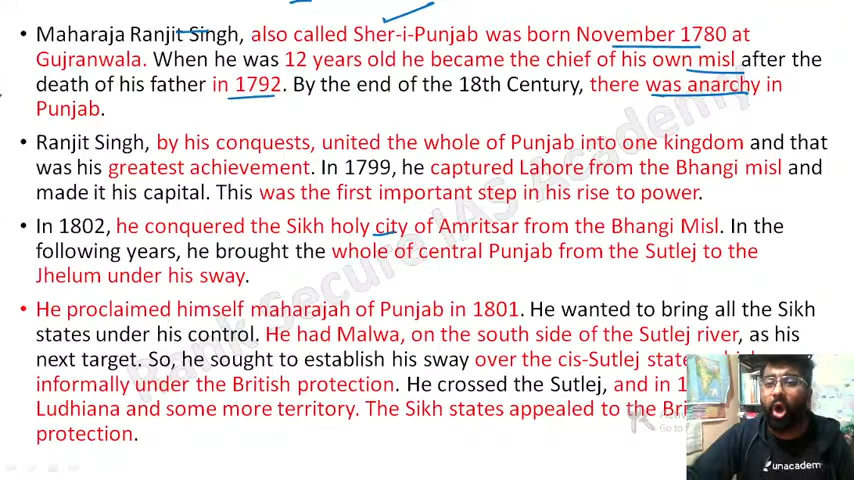 • Maharaja Ranjit Singh, also called Sher-i-Punjab was born November 1780 at
Gujranwala. When he was 12 years old he became the chief of his own misl after the
death of his father in 1792. By the end of the 18th Century, there was anarchy in
Punjab.
• Ranjit Singh, by his conquests, united the whole of Punjab into one kingdom and that
was his greatest achievement. In 1799, he captured Lahore from the Bhangi misl and
made it his capital. This was the first important step in his rise to power.
• In 1802, he conquered the Sikh holy city of Amritsar from the Bhangi Misl. In the
following years, he brought the whole of central Punjab from the Sutlej to the
Jhelum under his sway.
• He proclaimed himself maharajah of Punjab in 1801. He wanted to bring all the Sikh
states under his control. He had Malwa, on the south side of the Sutlej river, as his
next target. So, he sought to establish his sway over the cis-Sutlej
informally under the British protection. He crossed the Sutlej, and in
Ludhiana and some more territory. The Sikh states appealed to the
protection.
Rank Secure IAS Academy
unacademy